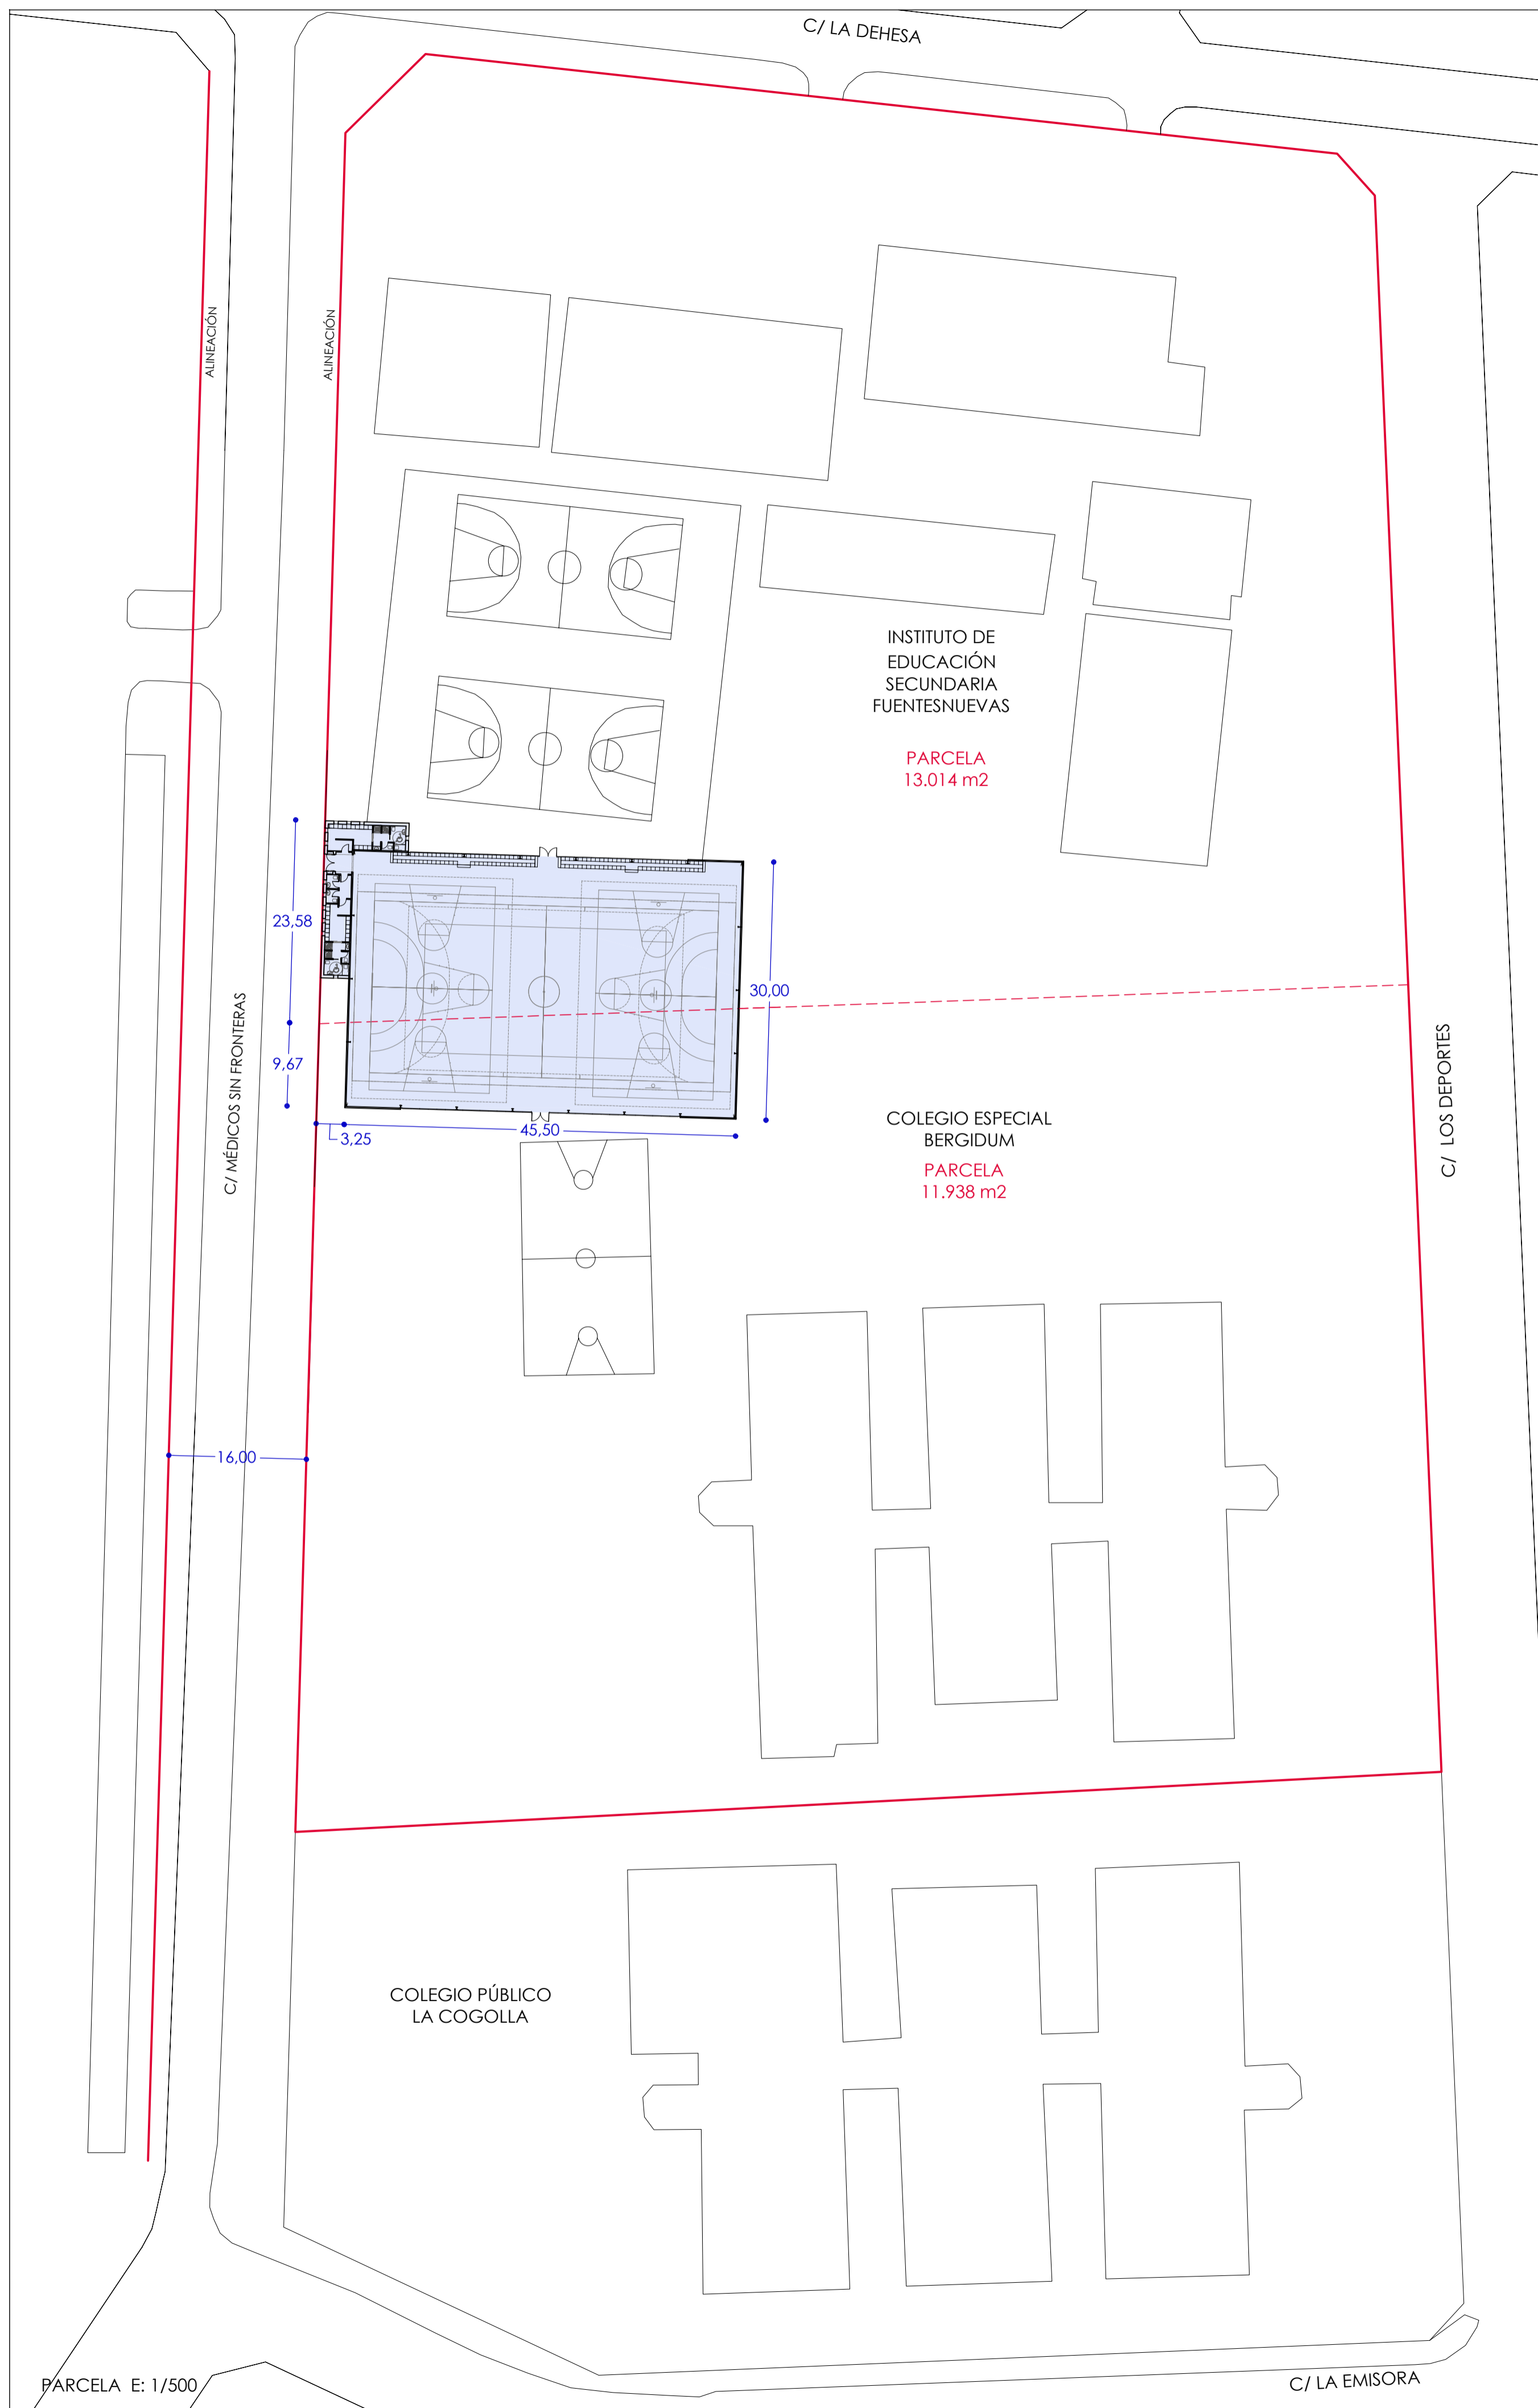 C/ LA DEHESA
ALINEACIÓN
ALINEACIÓN
INSTITUTO DE
EDUCACIÓN
SECUNDARIA
FUENTESNUEVAS
PARCELA
13.014 m2
23,58
30,00
9,67
3,25
45,50
C/ MÉDICOS SIN FRONTERAS
C/ LOS DEPORTES
COLEGIO ESPECIAL
BERGIDUM
PARCELA
11.938 m2
16,00
COLEGIO PÚBLICO
LA COGOLLA
PARCELA E: 1/500
C/ LA EMISORA